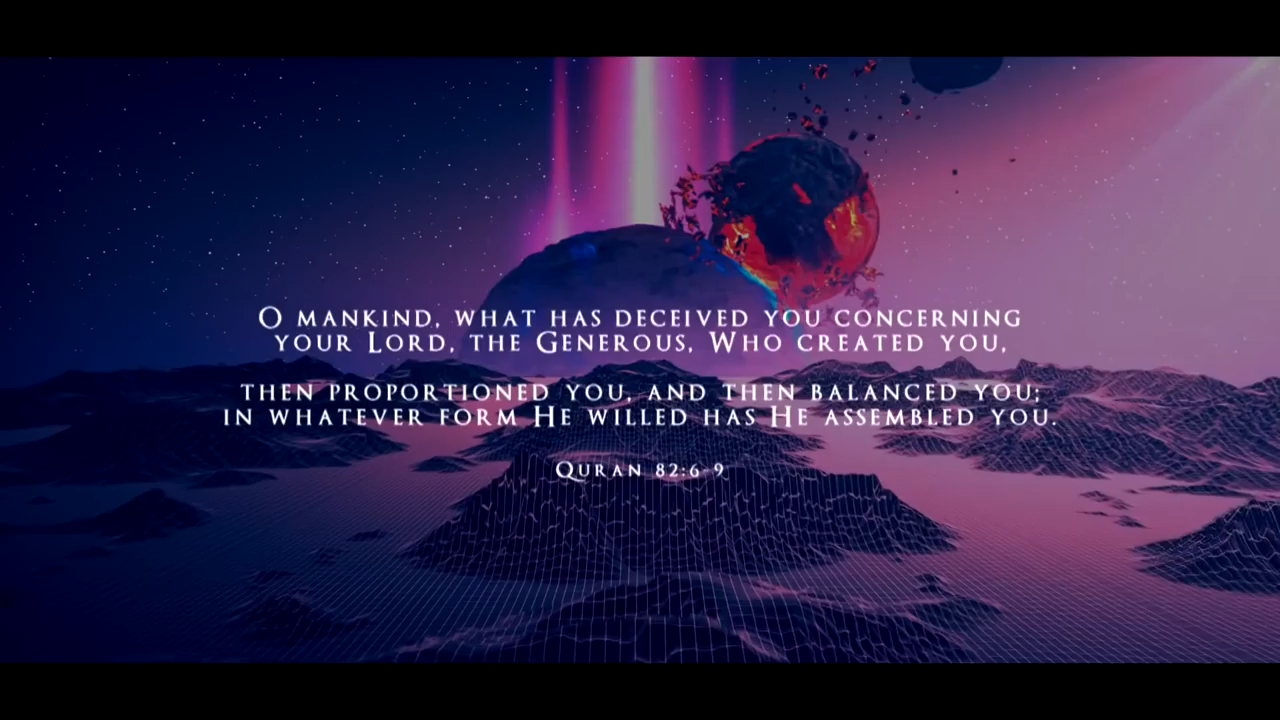 O MANKIND, WHAT HAS DECEIVED YOU CONCERNING
YOUR LORD, THE GENEROUS, WHO CREATED YOU,
THEN PROPORTIONED YOU, AND THEN BALANCED YOU;
IN WHATEVER FORM HE WILLED HAS HE ASSEMBLED YOU.
QURAN 82:6-9